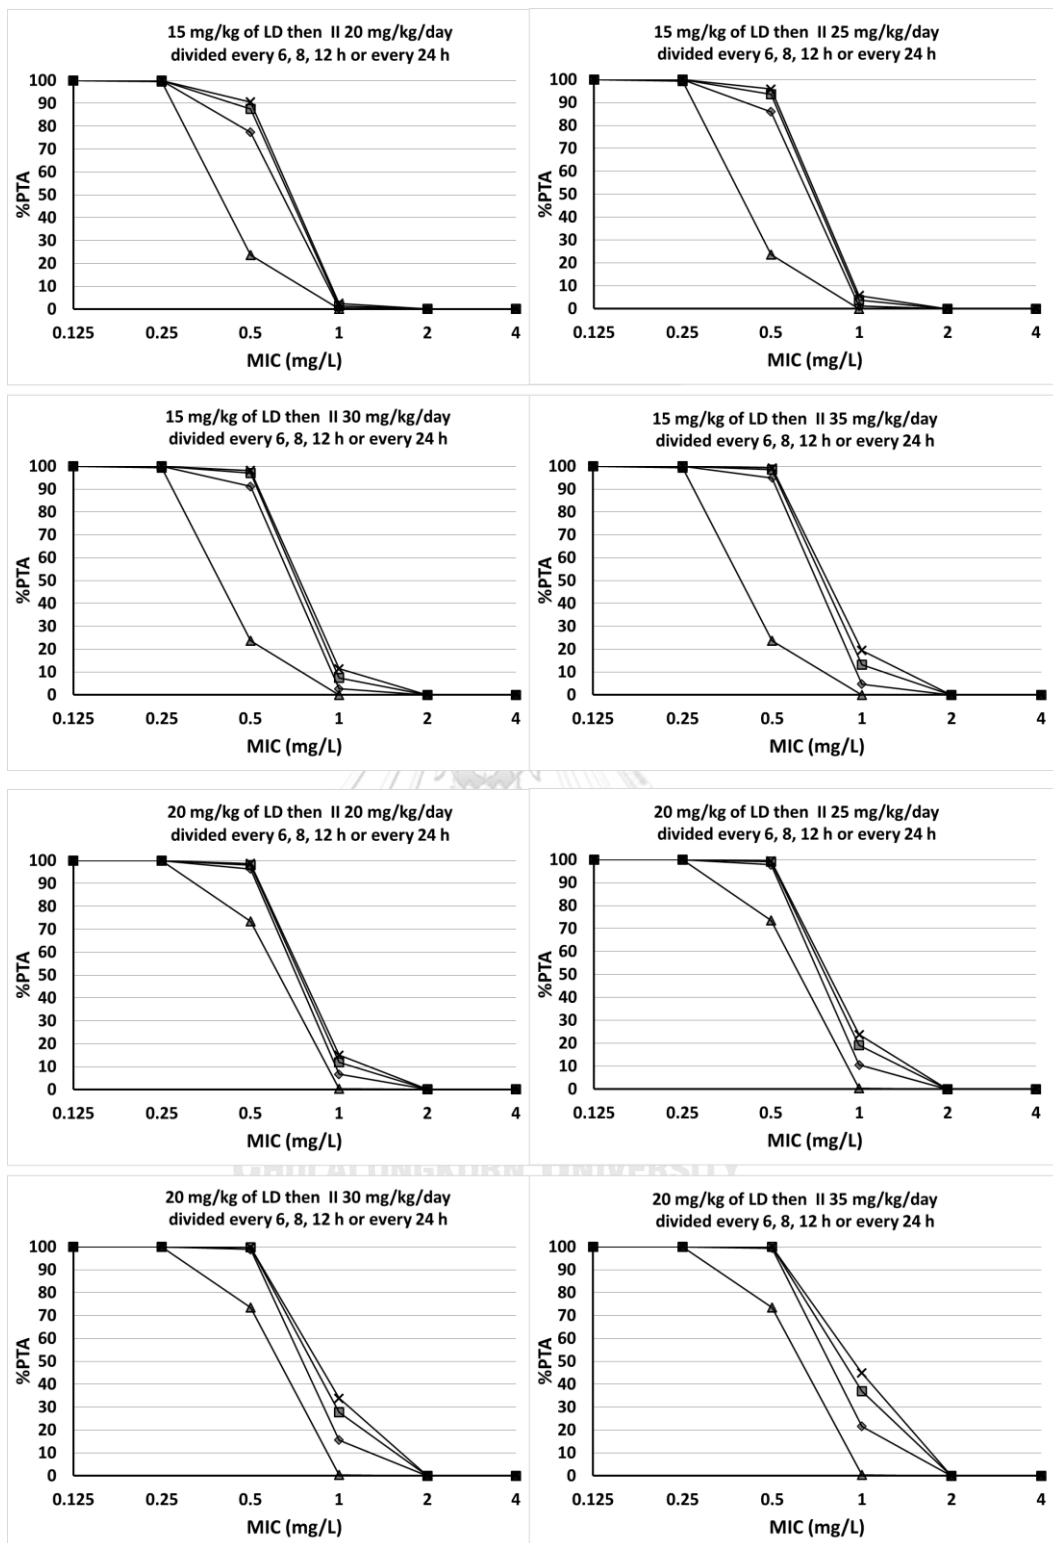 15 mg/kg of LD then II 20 mg/kg/day
divided every 6, 8, 12 h or every 24 h
100
90
80
70
60
50
40
30
20
10
0
%PTA
0.125 0.25 0.5 1 2 4
MIC (mg/L)
15 mg/kg of LD then II 25 mg/kg/day
divided every 6, 8, 12 h or every 24 h
100
90
80
70
60
50
40
30
20
10
0
%PTA
0.125 0.25 0.5 1 2 4
MIC (mg/L)
15 mg/kg of LD then II 30 mg/kg/day
divided every 6, 8, 12 h or every 24 h
100
90
80
70
60
50
40
30
20
10
0
%PTA
0.125 0.25 0.5 1 2 4
MIC (mg/L)
15 mg/kg of LD then II 35 mg/kg/day
divided every 6, 8, 12 h or every 24 h
100
90
80
70
60
50
40
30
20
10
0
%PTA
0.125 0.25 0.5 1 2 4
MIC (mg/L)
20 mg/kg of LD then II 20 mg/kg/day
divided every 6, 8, 12 h or every 24 h
100
90
80
70
60
50
40
30
20
10
0
%PTA
0.125 0.25 0.5 1 2 4
MIC (mg/L)
20 mg/kg of LD then II 25 mg/kg/day
divided every 6, 8, 12 h or every 24 h
100
90
80
70
60
50
40
30
20
10
0
%PTA
0.125 0.25 0.5 1 2 4
MIC (mg/L)
CHULALONGKORN UNIVERSITY
20 mg/kg of LD then II 30 mg/kg/day
divided every 6, 8, 12 h or every 24 h
100
90
80
70
60
50
40
30
20
10
0
%PTA
0.125 0.25 0.5 1 2 4
MIC (mg/L)
20 mg/kg of LD then II 35 mg/kg/day
divided every 6, 8, 12 h or every 24 h
100
90
80
70
60
50
40
30
20
10
0
%PTA
0.125 0.25 0.5 1 2 4
MIC (mg/L)